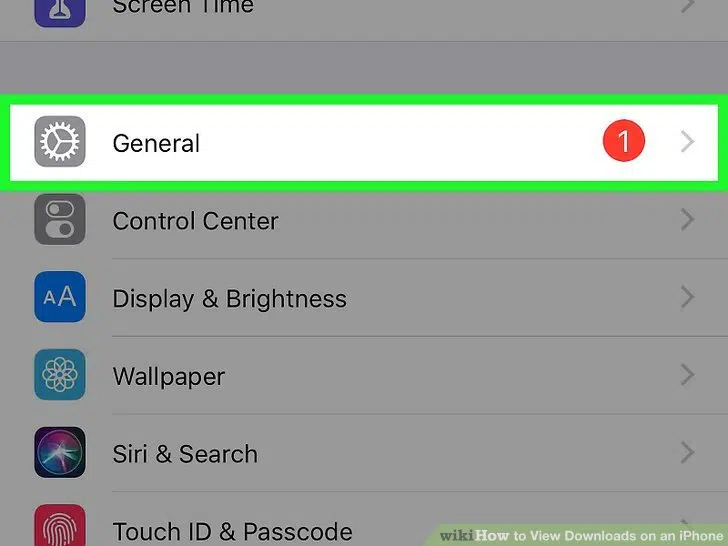 Screen Time
General
1
Control Center
AA
Display & Brightness
Wallpaper
Siri & Search
Touch ID & Passcode
wikiHow to View Downloads on an iPhone